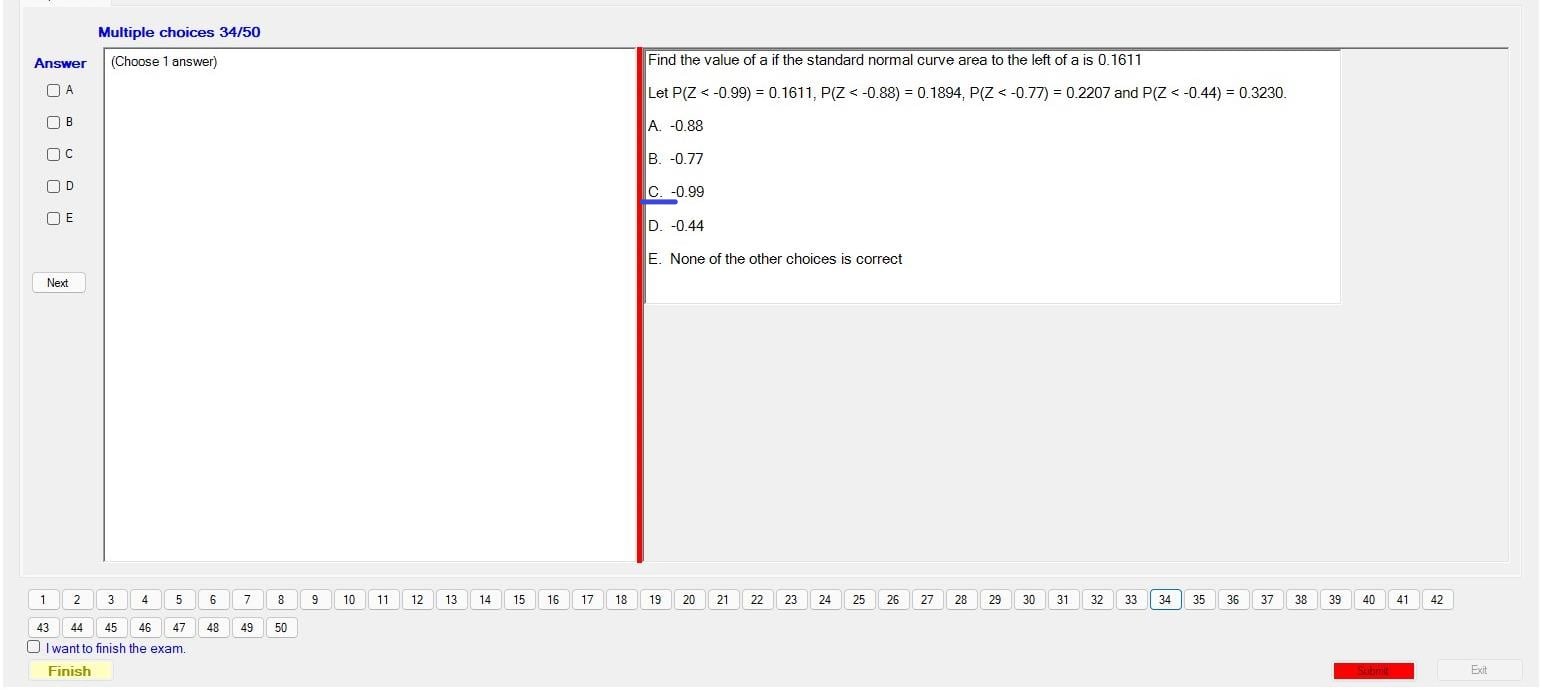 Multiple choices 34/50
Answer
(Choose 1 answer)
A
B
C
D
E
Next
Find the value of a if the standard normal curve area to the left of a is 0.1611
Let P(Z < -0.99) = 0.1611, P(Z < -0.88) = 0.1894, P(Z < -0.77) = 0.2207 and P(Z < -0.44) = 0.3230.
A. -0.88
B. -0.77
C. -0.99
D. -0.44
E. None of the other choices is correct
1 2 3 4 5 6 7 8 9 10 11 12 13 14 15 16 17 18 19 20 21 22 23 24 25 26 27 28 29 30 31 32 33 34 35 36 37 38 39 40 41 42
43 44 45 46 47 48 49 50
I want to finish the exam.
Finish
Submit
Exit